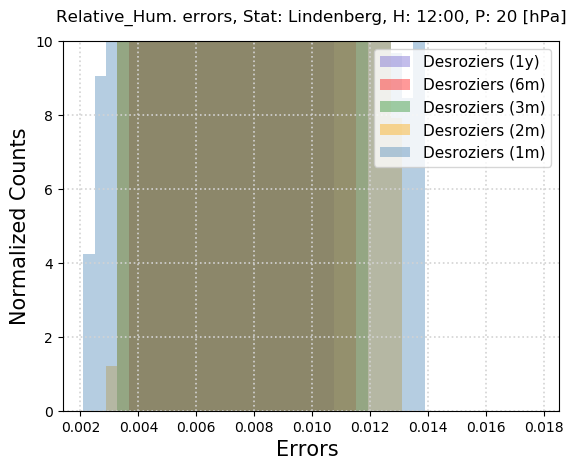 Relative_Hum. errors, Stat: Lindenberg, H: 12:00, P: 20 [hPa]
Normalized Counts
10
8
6
4
2
0
Desroziers (1y)
Desroziers (6m)
Desroziers (3m)
Desroziers (2m)
Desroziers (1m)
0.002 0.004 0.006 0.008 0.010 0.012 0.014 0.016 0.018
Errors